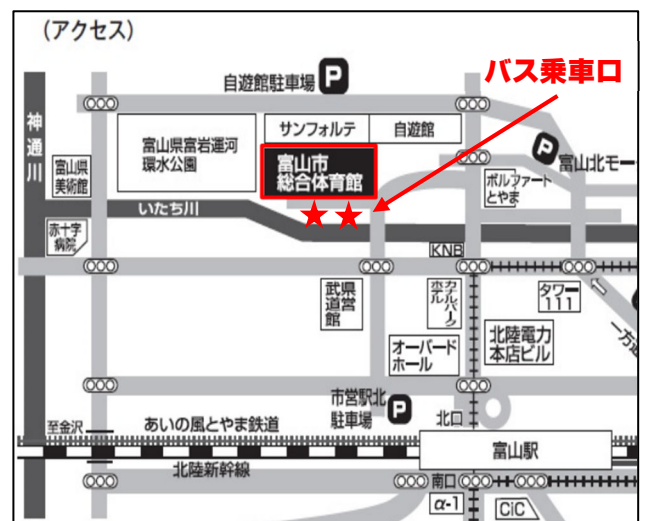 (アクセス)
自遊館駐車場 P
バス乗車口
神通川
富山県富岩運河
環水公園
サンフォルテ
自遊館
富山県
美術館
富山市
総合体育館
P
富山北モー
ボルファート
とやま
いたち川
赤十字
病院
KNB
県営
武道館
カナルパーク
ホテル
タワー
111
オーバード
ホール
北陸電力
本店ビル
一方通
市営駅北
駐車場 P
北口
至金沢
あいの風とやま鉄道
富山駅
北陸新幹線
南口
α-1
CiC